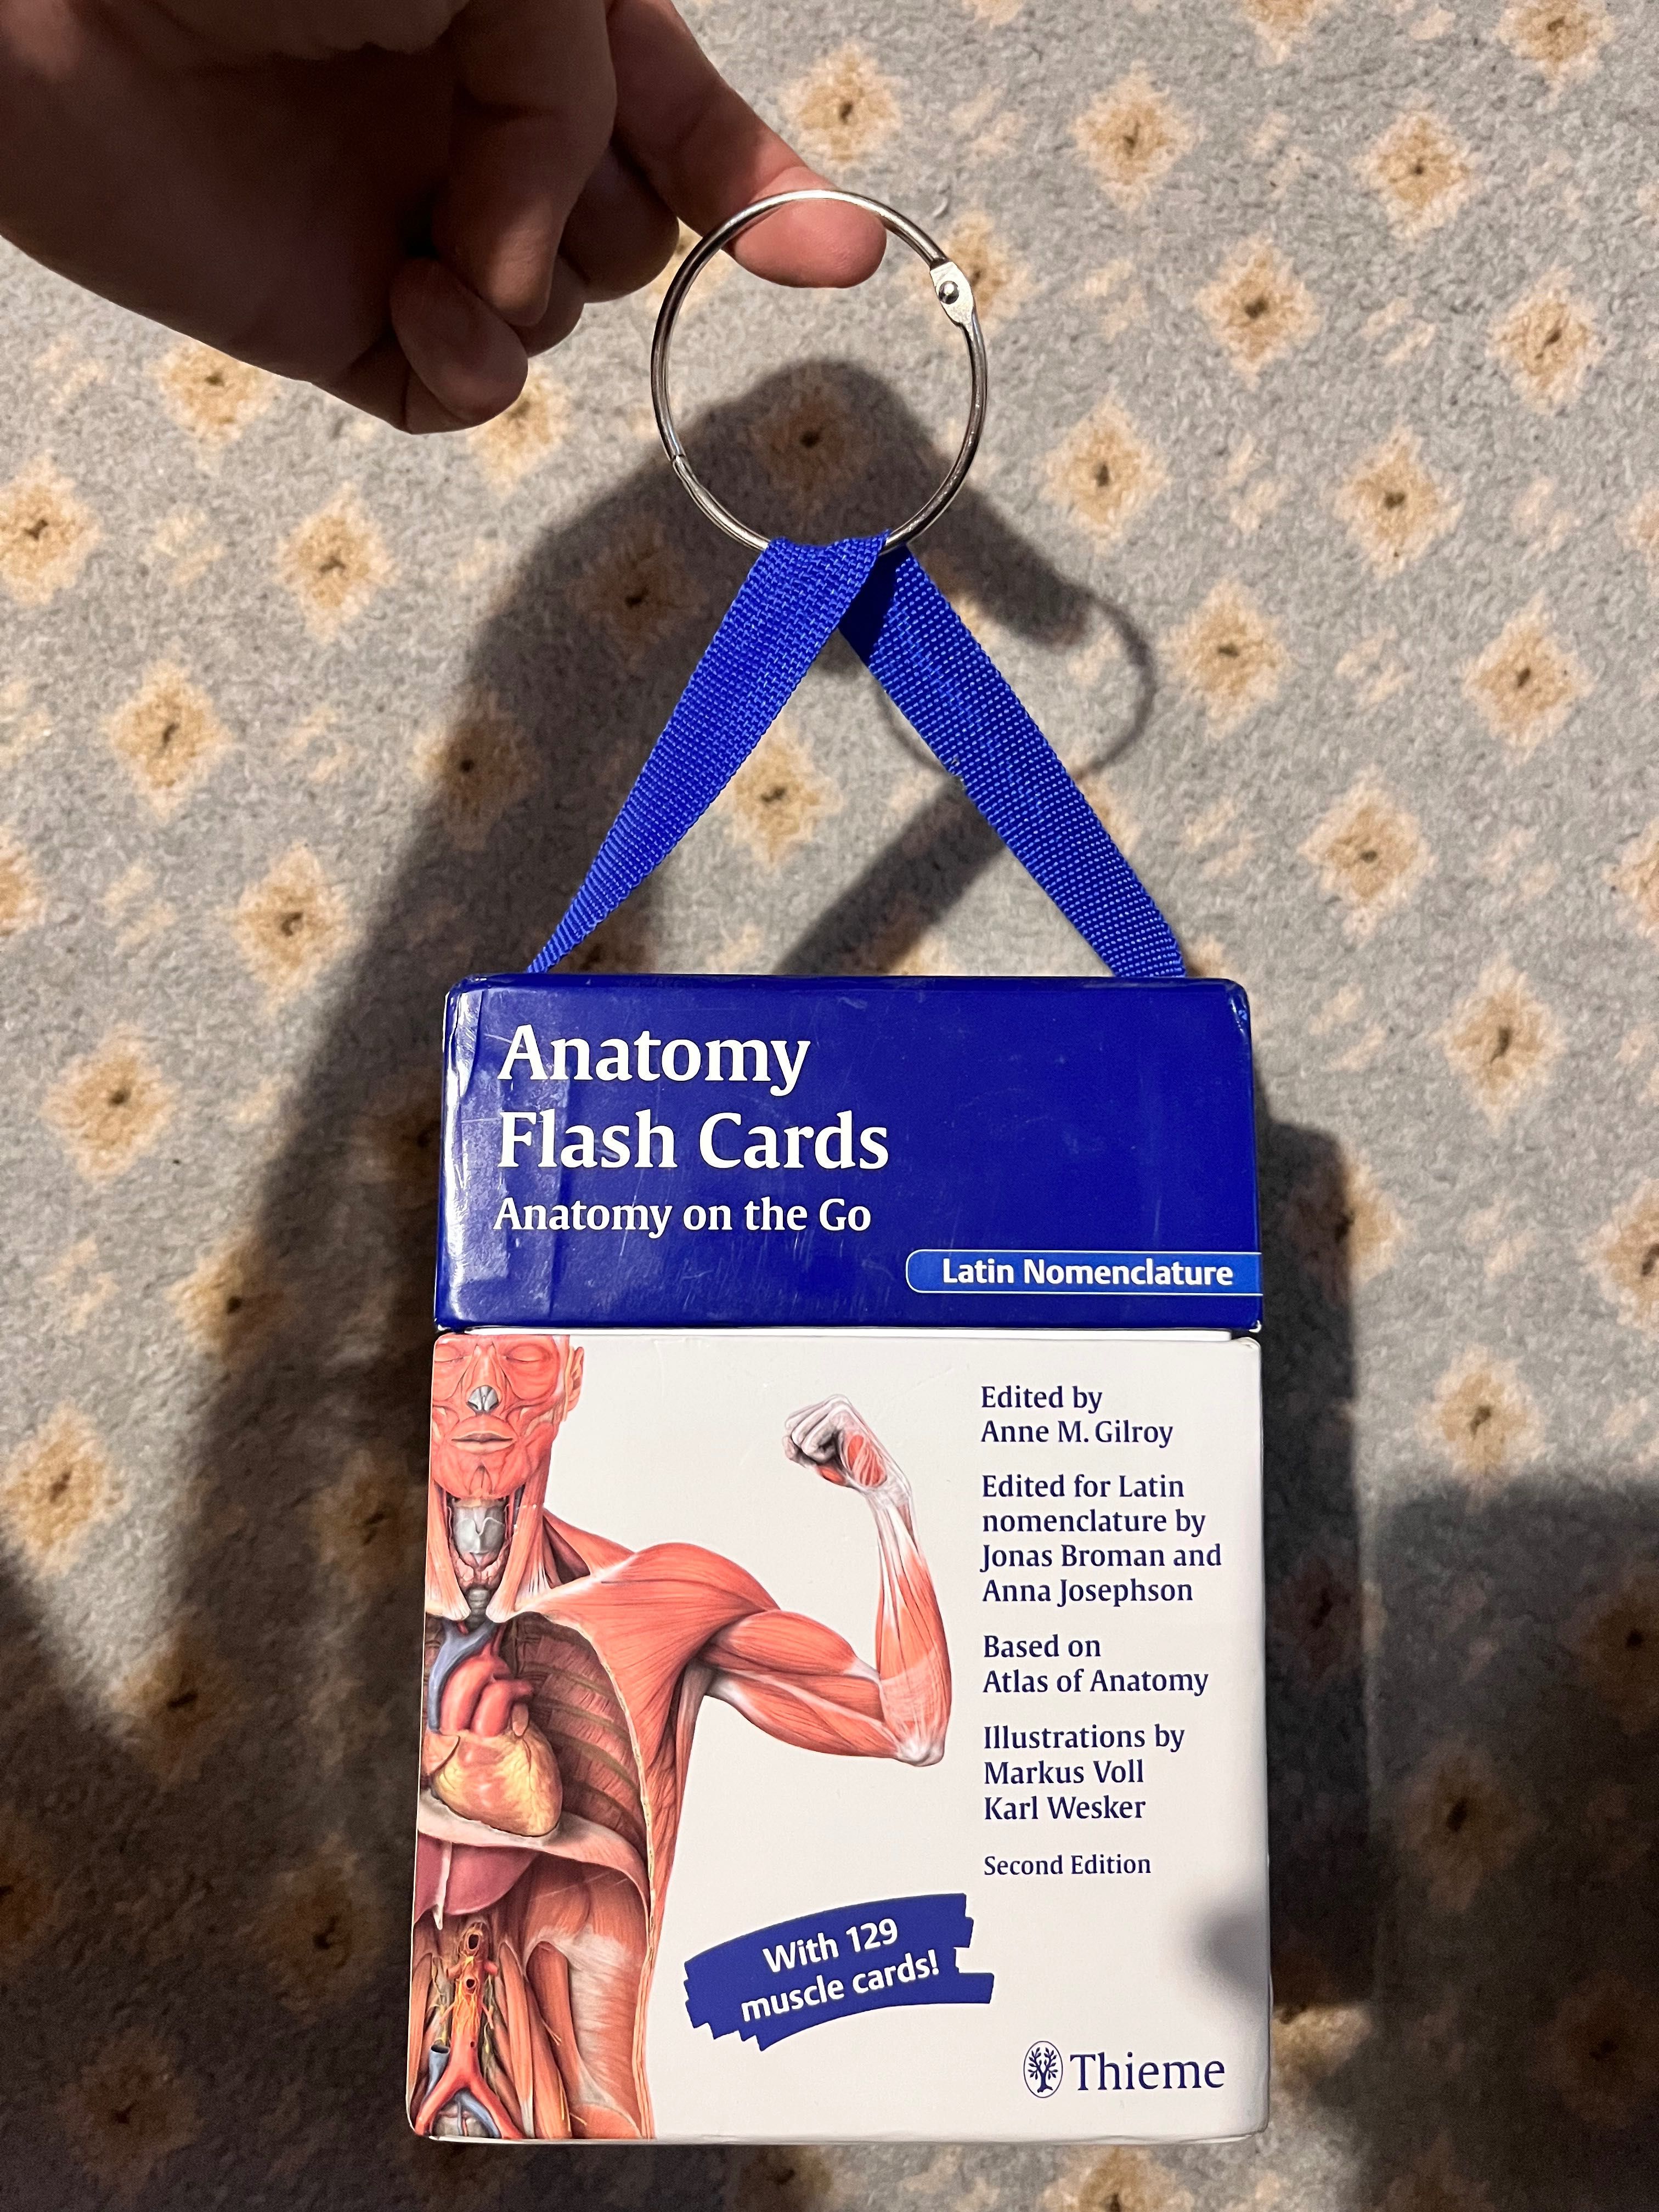 Anatomy
Flash Cards
Anatomy on the Go
Latin Nomenclature
Edited by
Anne M. Gilroy
Edited for Latin
nomenclature by
Jonas Broman and
Anna Josephson
Based on
Atlas of Anatomy
Illustrations by
Markus Voll
Karl Wesker
Second Edition
With 129
muscle cards!
Thieme